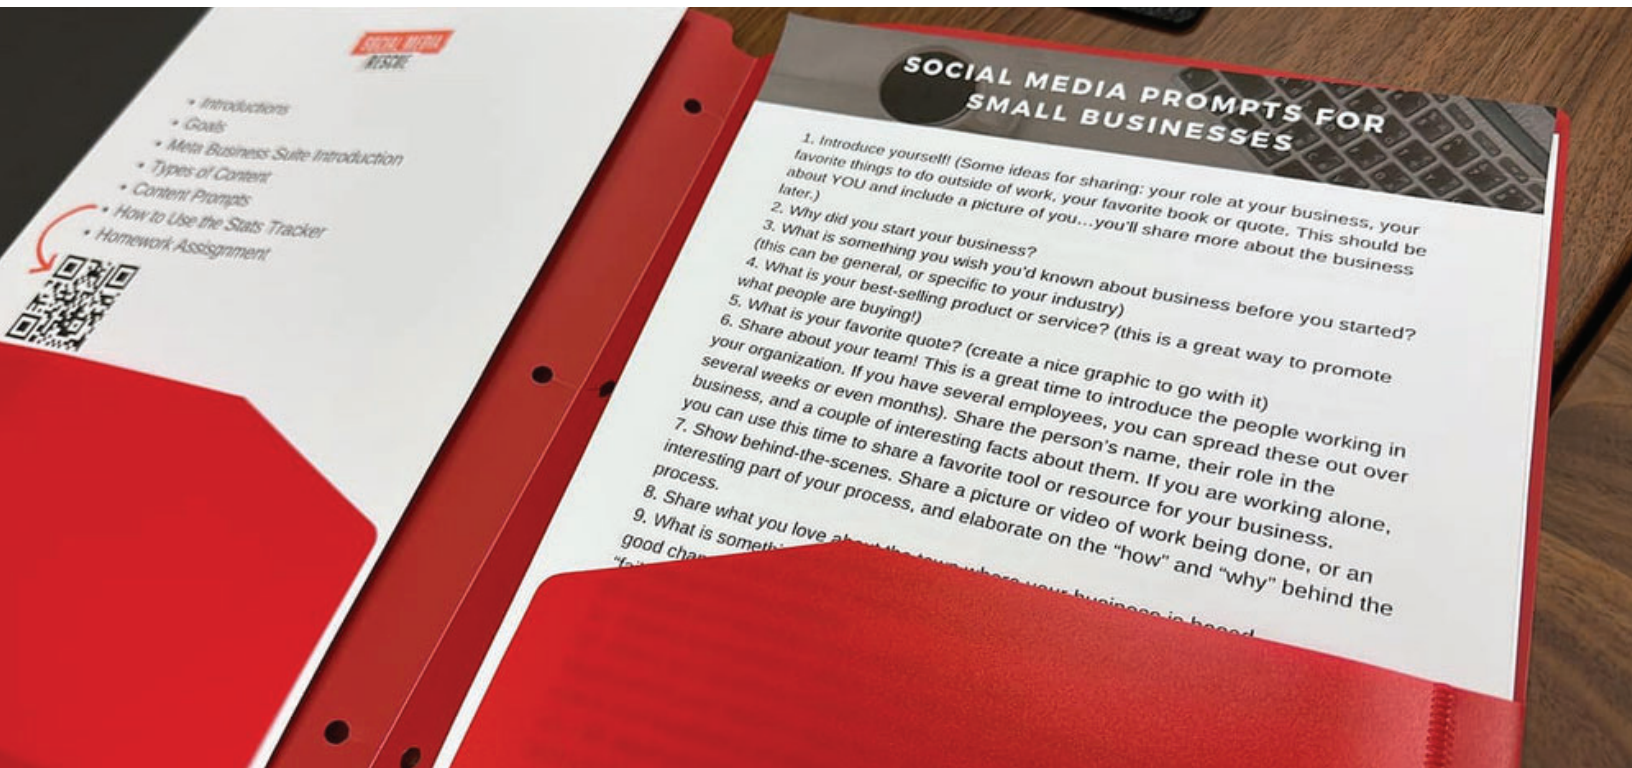 SOCIAL MEDIA
RESCUE
• Introductions
• Goals
• Meta Business Suite Introduction
• Types of Content
• Content Prompts
• How to Use the Stats Tracker
• Homework Assisgnment
SOCIAL MEDIA PROMPTS FOR
SMALL BUSINESSES
1. Introduce yourself! (Some ideas for sharing: your role at your business, your
favorite things to do outside of work, your favorite book or quote. This should be
about YOU and include a picture of you...you'll share more about the business
later.)
2. Why did you start your business?
3. What is something you wish you'd known about business before you started?
(this can be general, or specific to your industry)
4. What is your best-selling product or service? (this is a great way to promote
what people are buying!)
5. What is your favorite quote? (create a nice graphic to go with it)
6. Share about your team! This is a great time to introduce the people working in
your organization. If you have several employees, you can spread these out over
several weeks or even months). Share the person's name, their role in the
business, and a couple of interesting facts about them. If you are working alone,
you can use this time to share a favorite tool or resource for your business.
7. Show behind-the-scenes. Share a picture or video of work being done, or an
interesting part of your process, and elaborate on the "how" and "why" behind the
process.
8. Share what you love about the town where your business is based
9. What is
good